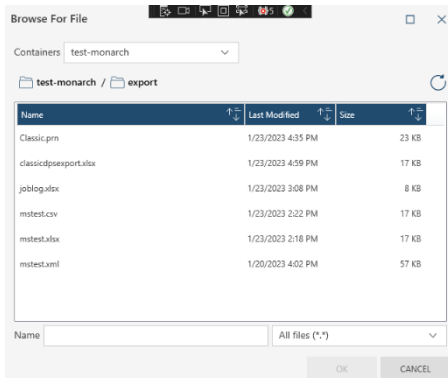 Browse For File
5
Containers test-monarch
test-monarch / export
Name Last Modified Size
Classic.prn 1/23/2023 4:35 PM 23 KB
classicdpsexport.xlsx 1/23/2023 4:59 PM 17 KB
joblog.xlsx 1/23/2023 3:08 PM 8 KB
mstest.csv 1/23/2023 2:22 PM 17 KB
mstest.xlsx 1/23/2023 2:18 PM 17 KB
mstest.xml 1/20/2023 4:02 PM 57 KB
Name All files (*.*)
OK CANCEL